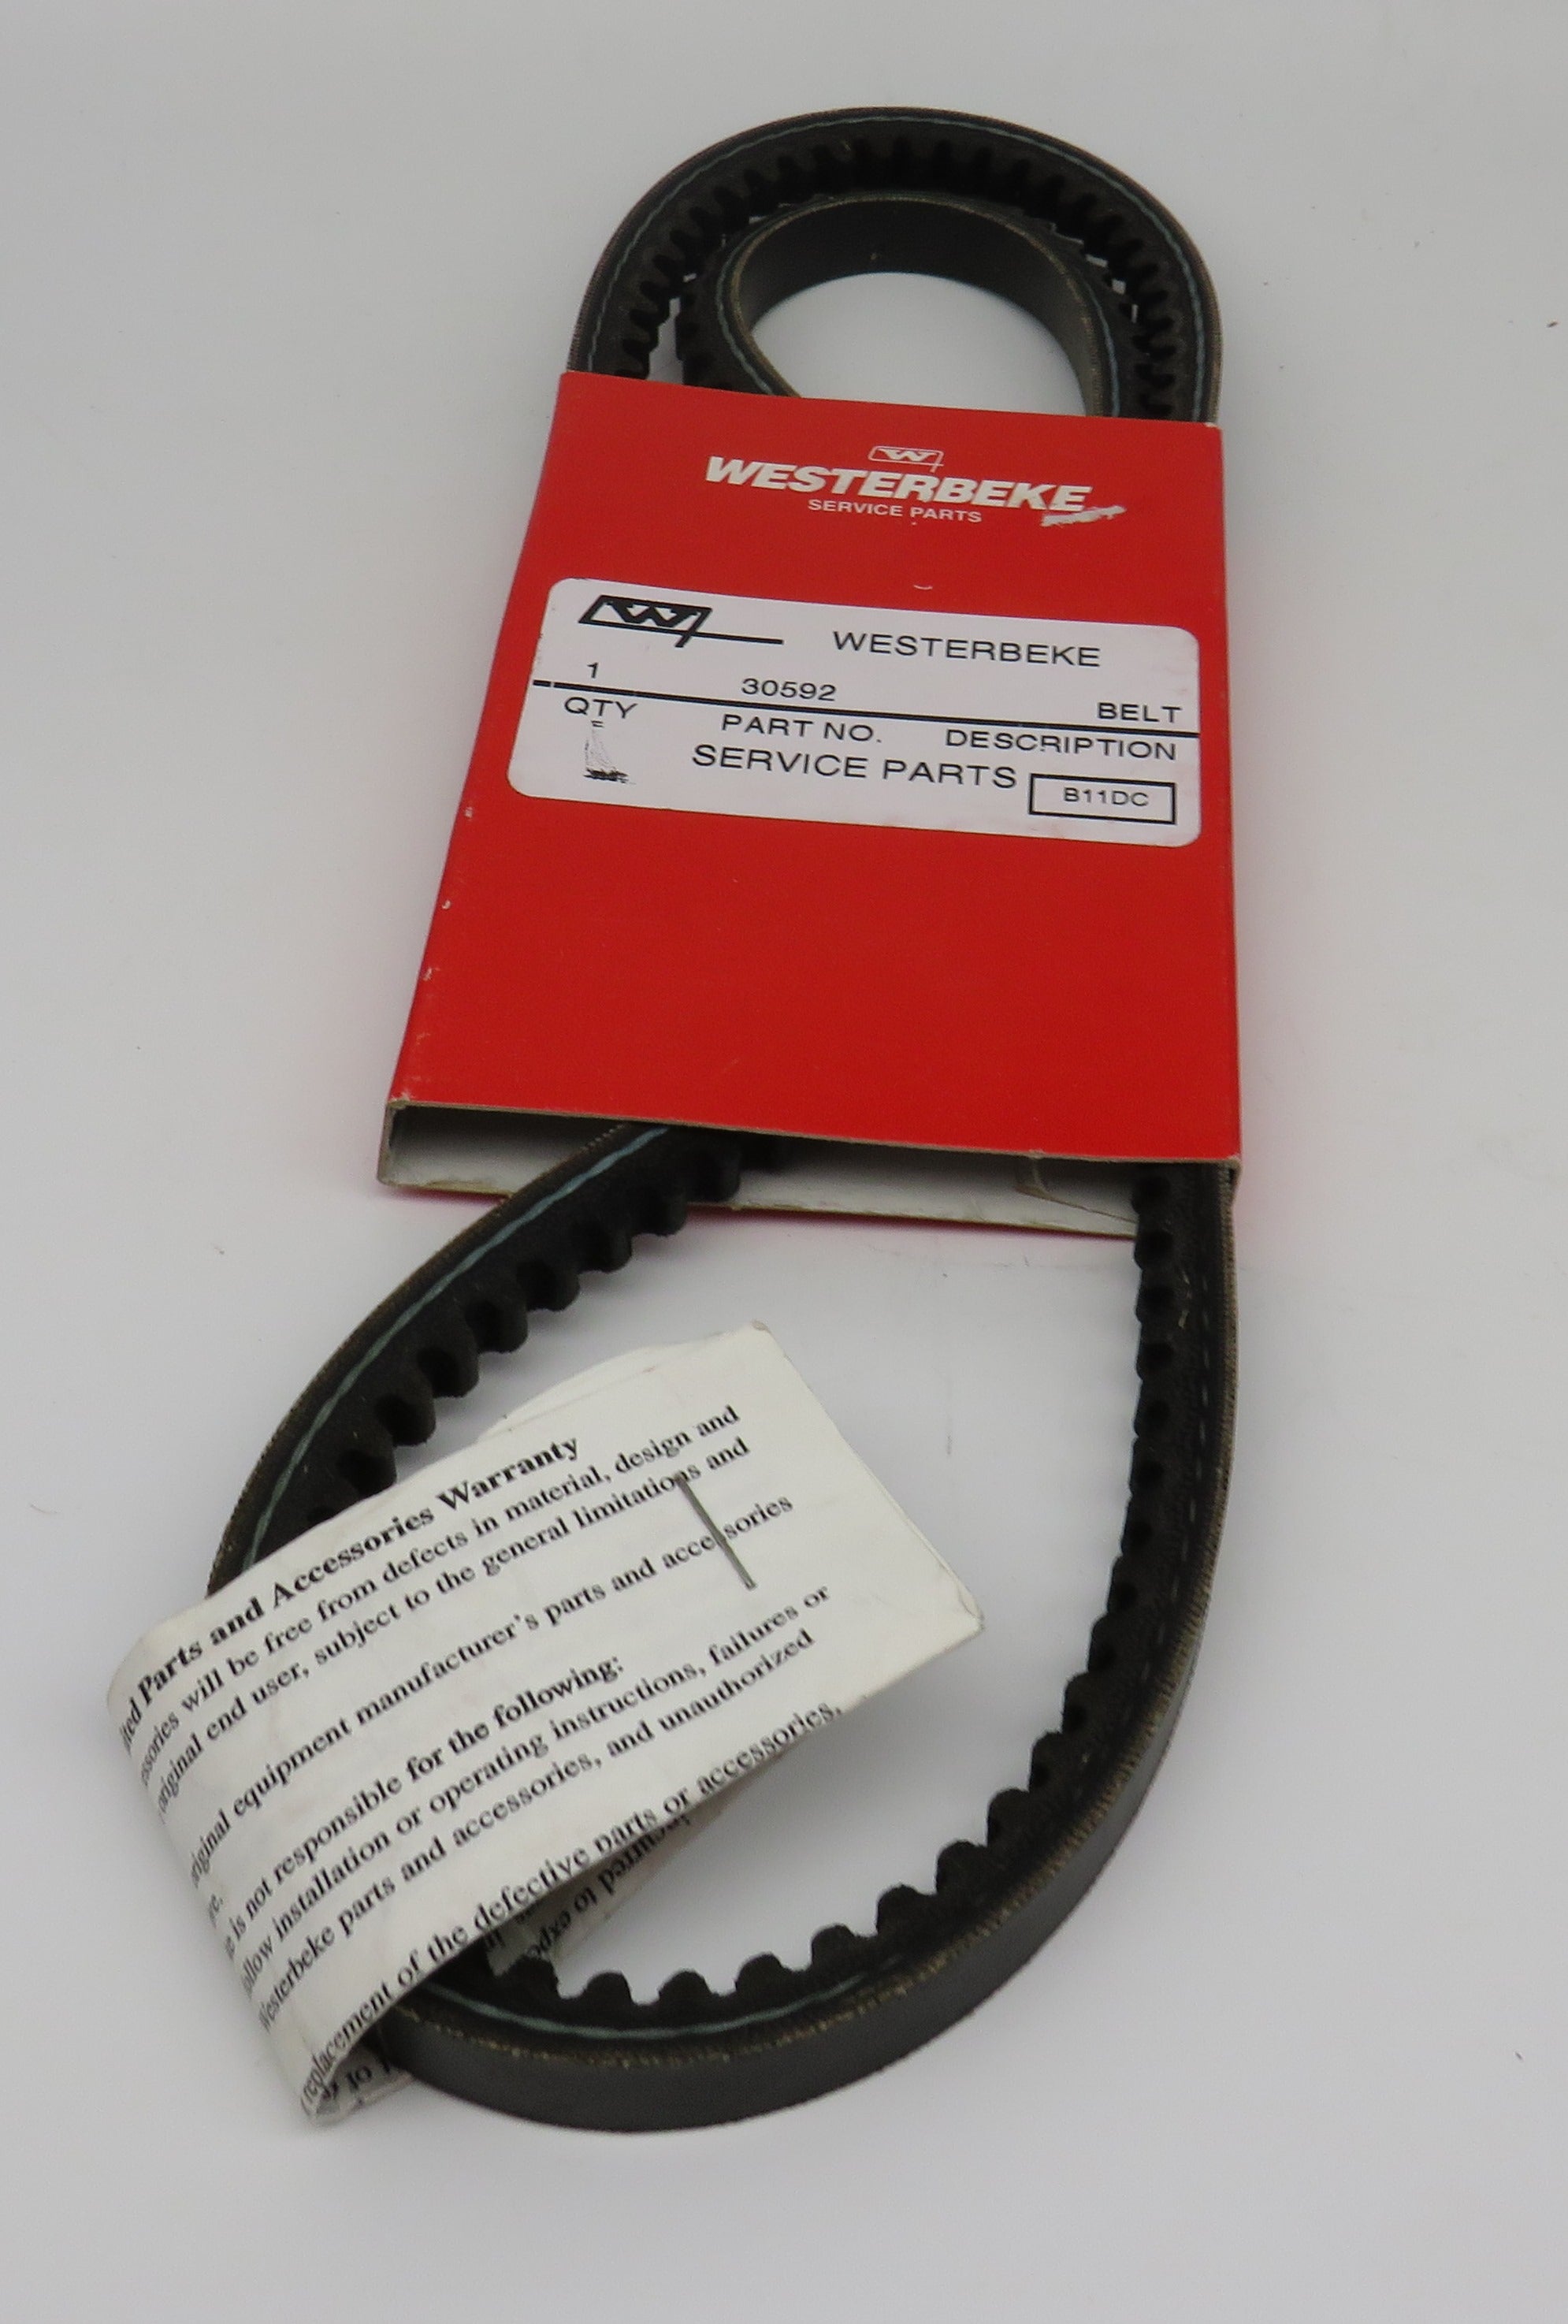 W
WESTERBEKE
SERVICE PARTS
W
WESTERBEKE
1 30592 BELT
QTY PART NO. DESCRIPTION
SERVICE PARTS
B11DC
Parts and Accessories Warranty
will be free from defects in material, design and
original end user, subject to the general limitations and
original equipment manufacturer's parts and accessories
is not responsible for the following:
installation or operating instructions, failures or
Westerbeke parts and accessories, and unauthorized
replacement of the defective parts or accessories,
incurred to